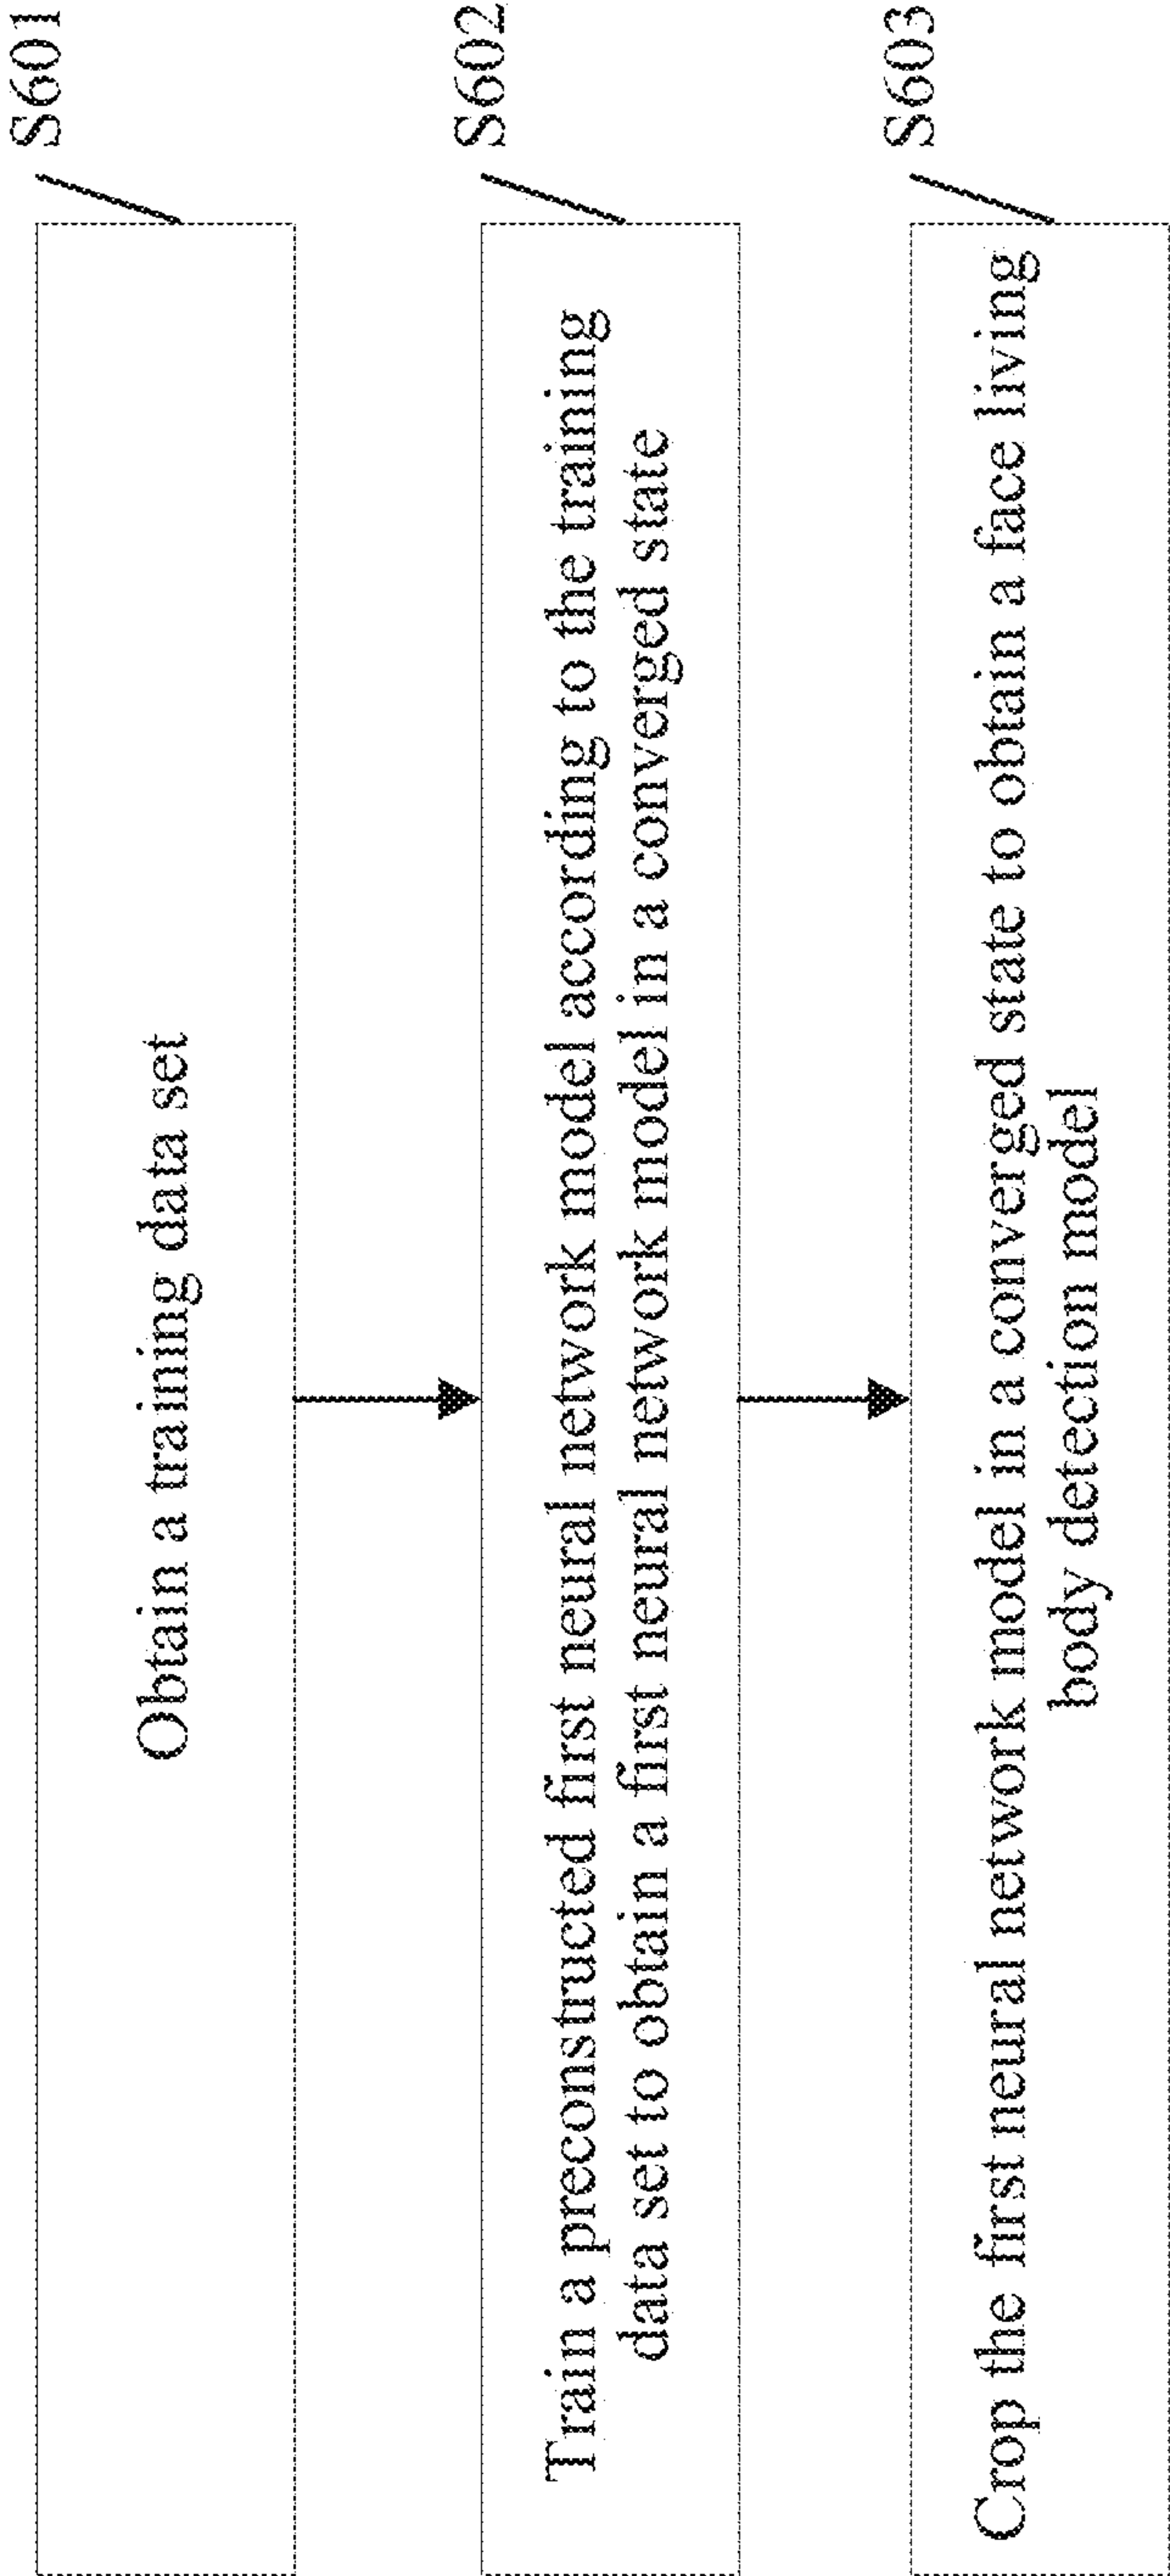 S601
Obtain a training data set
S602
Train a preconstructed first neural network model according to the training
data set to obtain a first neural network model in a converged state
S603
Crop the first neural network model in a converged state to obtain a face living
body detection model